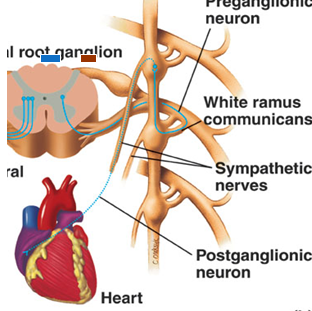 Preganglionic
neuron
al root ganglion
White ramus
communicans
Sympathetic
nerves
ral
Postganglionic
neuron
Heart